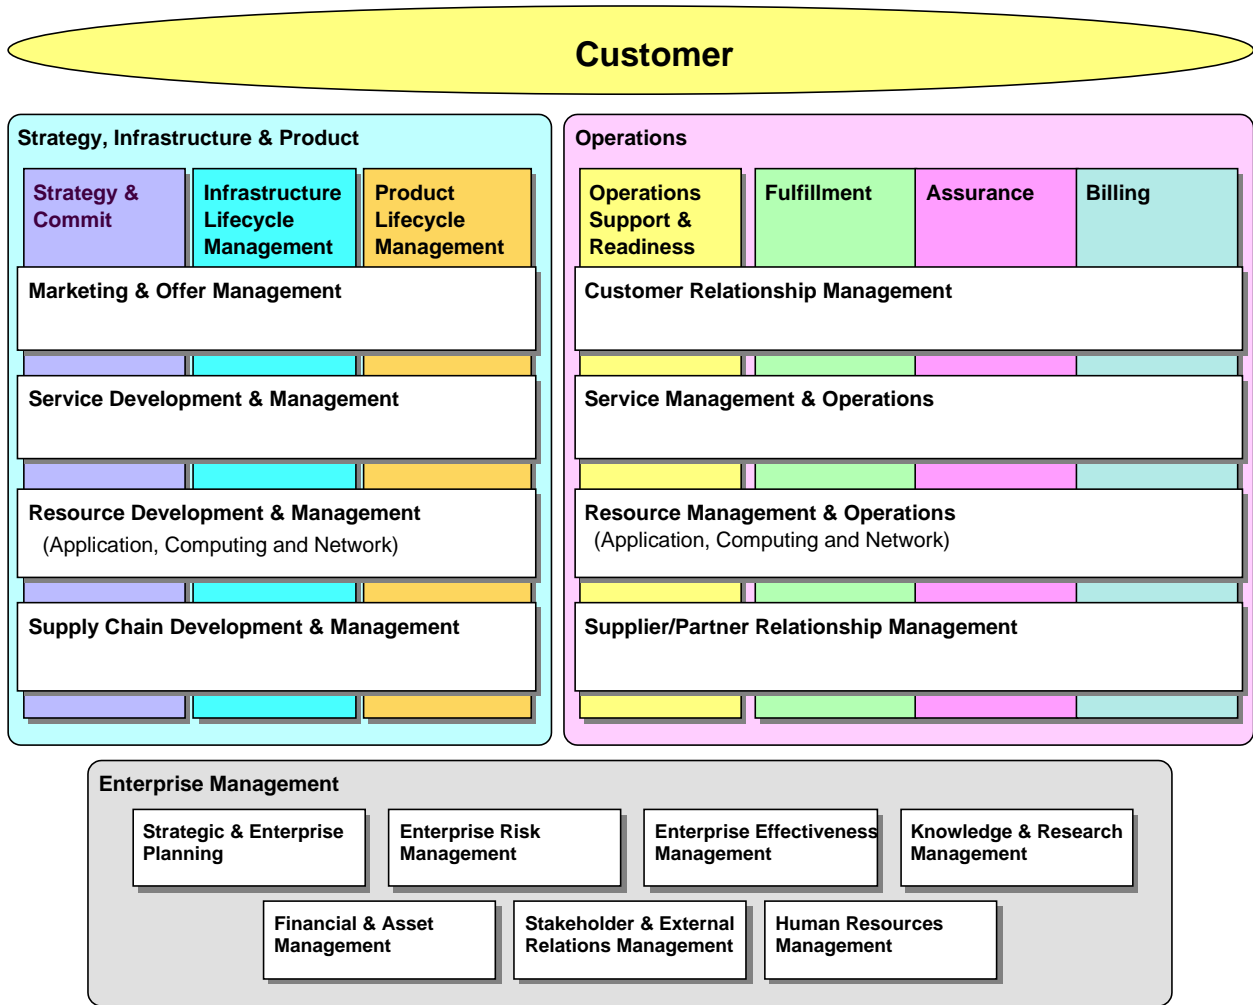 Customer
Strategy, Infrastructure & Product
Strategy &
Commit
Infrastructure
Lifecycle
Management
Product
Lifecycle
Management
Marketing & Offer Management
Service Development & Management
Resource Development & Management
(Application, Computing and Network)
Supply Chain Development & Management
Operations
Operations
Support &
Readiness
Fulfillment
Assurance
Billing
Customer Relationship Management
Service Management & Operations
Resource Management & Operations
(Application, Computing and Network)
Supplier/Partner Relationship Management
Enterprise Management
Strategic & Enterprise
Planning
Enterprise Risk
Management
Enterprise Effectiveness
Management
Knowledge & Research
Management
Financial & Asset
Management
Stakeholder & External
Relations Management
Human Resources
Management